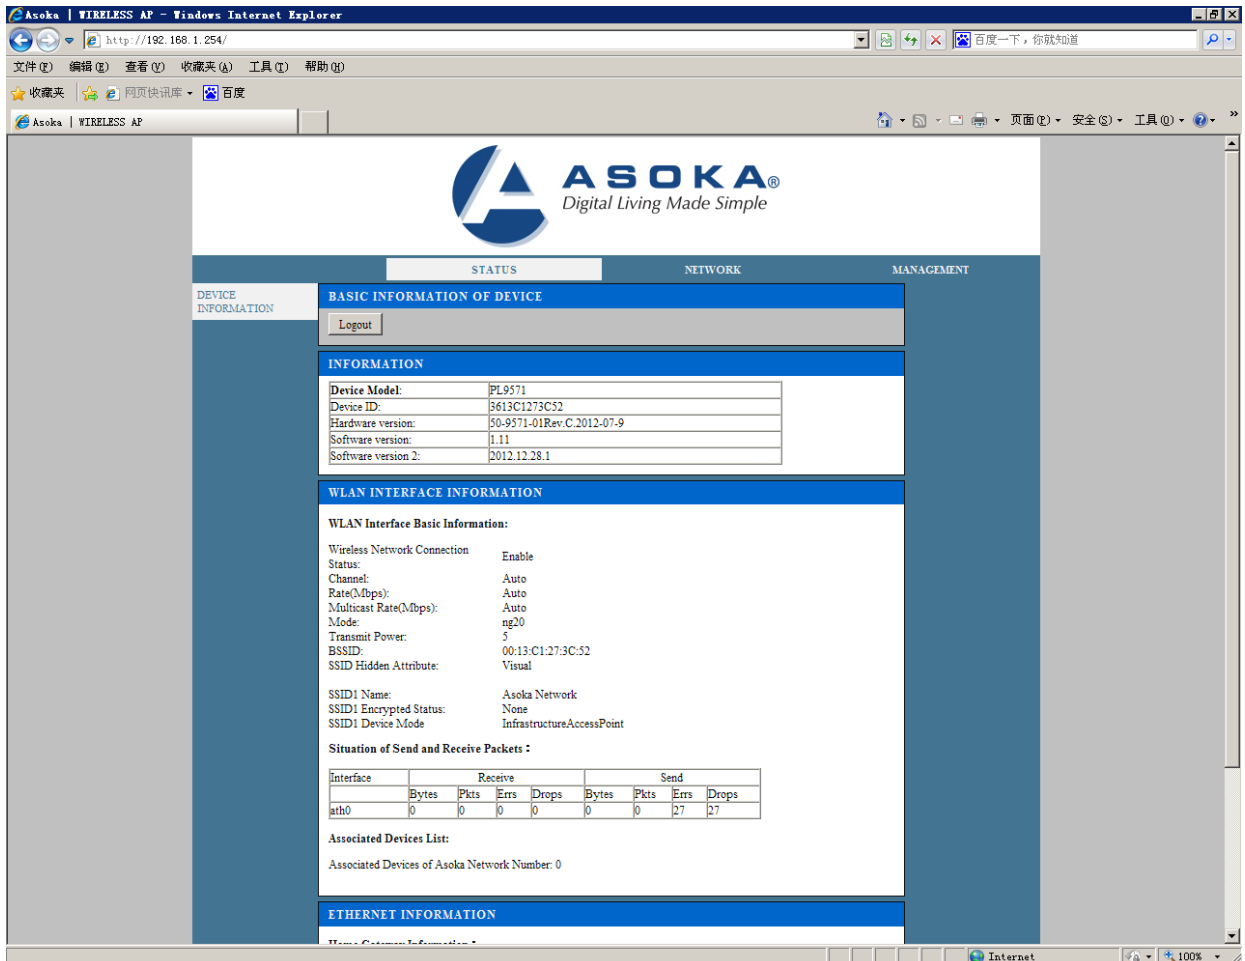 Asoka | WIRELESS AP - Windows Internet Explorer
http://192.168.1.254/
百度一下，你就知道
文件(F) 编辑(E) 查看(V) 收藏夹(A) 工具(T) 帮助(H)
收藏夹 网页快讯库 百度
Asoka | WIRELESS AP
页面(P) 安全(S) 工具(O)
ASOKA®
Digital Living Made Simple
STATUS NETWORK MANAGEMENT
DEVICE
INFORMATION
BASIC INFORMATION OF DEVICE
Logout
INFORMATION
Device Model: PL9571
Device ID: 3613C1273C52
Hardware version: 50-9571-01Rev.C.2012-07-9
Software version: 1.11
Software version 2: 2012.12.28.1
WLAN INTERFACE INFORMATION
WLAN Interface Basic Information:
Wireless Network Connection
Status: Enable
Channel: Auto
Rate(Mbps): Auto
Multicast Rate(Mbps): Auto
Mode: ng20
Transmit Power: 5
BSSID: 00:13:C1:27:3C:52
SSID Hidden Attribute: Visual
SSID1 Name: Asoka Network
SSID1 Encrypted Status: None
SSID1 Device Mode InfrastructureAccessPoint
Situation of Send and Receive Packets：
Interface Receive Send
Bytes Pkts Errs Drops Bytes Pkts Errs Drops
ath0 0 0 0 0 0 0 27 27
Associated Devices List:
Associated Devices of Asoka Network Number: 0
ETHERNET INFORMATION
Home Gateway Information：
Internet 100%